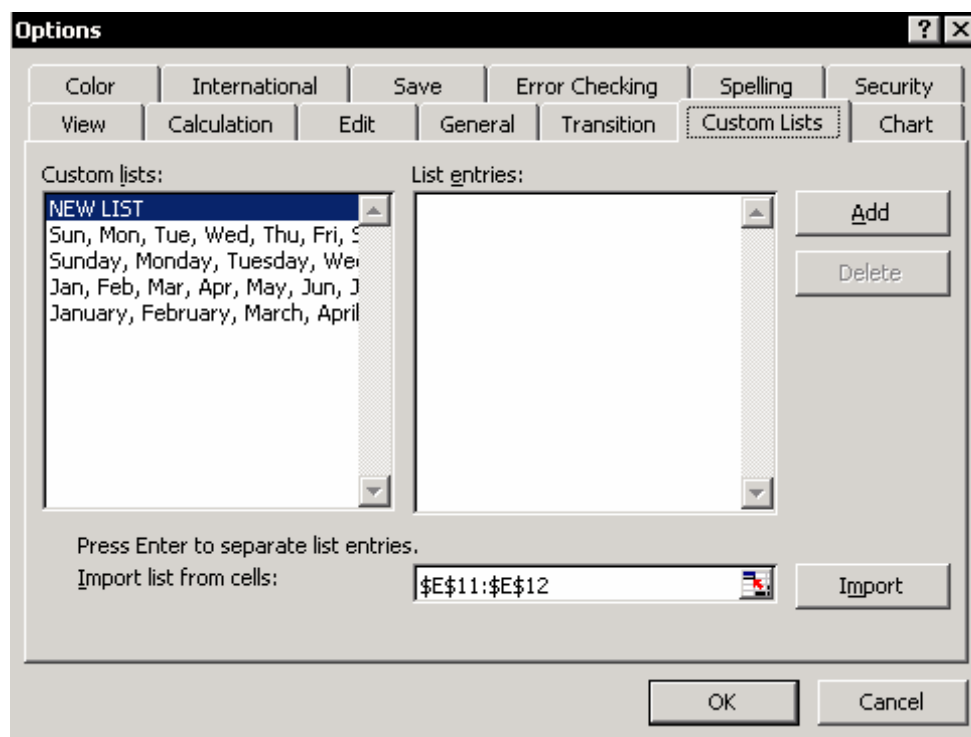 Options
Color International Save Error Checking Spelling Security
View Calculation Edit General Transition Custom Lists Chart
Custom lists:
List entries:
NEW LIST
Sun, Mon, Tue, Wed, Thu, Fri, S
Sunday, Monday, Tuesday, We
Jan, Feb, Mar, Apr, May, Jun, J
January, February, March, April
Add
Delete
Press Enter to separate list entries.
Import list from cells:
$E$11:$E$12
Import
OK
Cancel